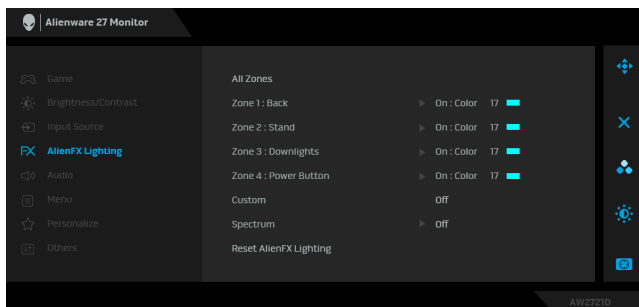 Alienware 27 Monitor
Game
Brightness/Contrast
Input Source
FX AlienFX Lighting
Audio
Menu
Personalize
Others
All Zones
Zone 1 : Back On : Color 17
Zone 2 : Stand On : Color 17
Zone 3 : Downlights On : Color 17
Zone 4 : Power Button On : Color 17
Custom Off
Spectrum Off
Reset AlienFX Lighting
AW2721D